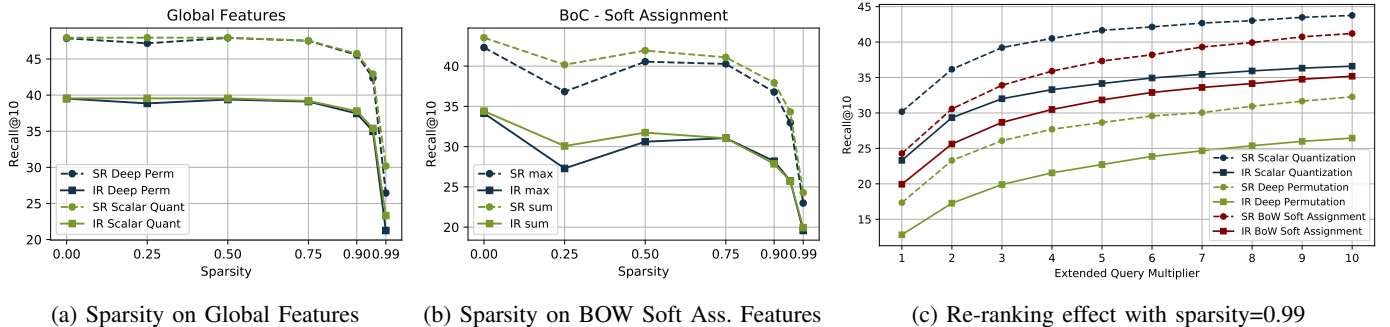 Global Features
Recall@10
45
40
35
30
25
20
SR Deep Perm
IR Deep Perm
SR Scalar Quant
IR Scalar Quant
0.00 0.25 0.50 0.75 0.90 0.99
Sparsity
(a) Sparsity on Global Features
BoC - Soft Assignment
Recall@10
40
35
30
25
20
SR max
IR max
SR sum
IR sum
0.00 0.25 0.50 0.75 0.90 0.99
Sparsity
(b) Sparsity on BOW Soft Ass. Features
Recall@10
45
40
35
30
25
20
15
SR Scalar Quantization
IR Scalar Quantization
SR Deep Permutation
IR Deep Permutation
SR BoW Soft Assignment
IR BoW Soft Assignment
1 2 3 4 5 6 7 8 9 10
Extended Query Multiplier
(c) Re-ranking effect with sparsity=0.99